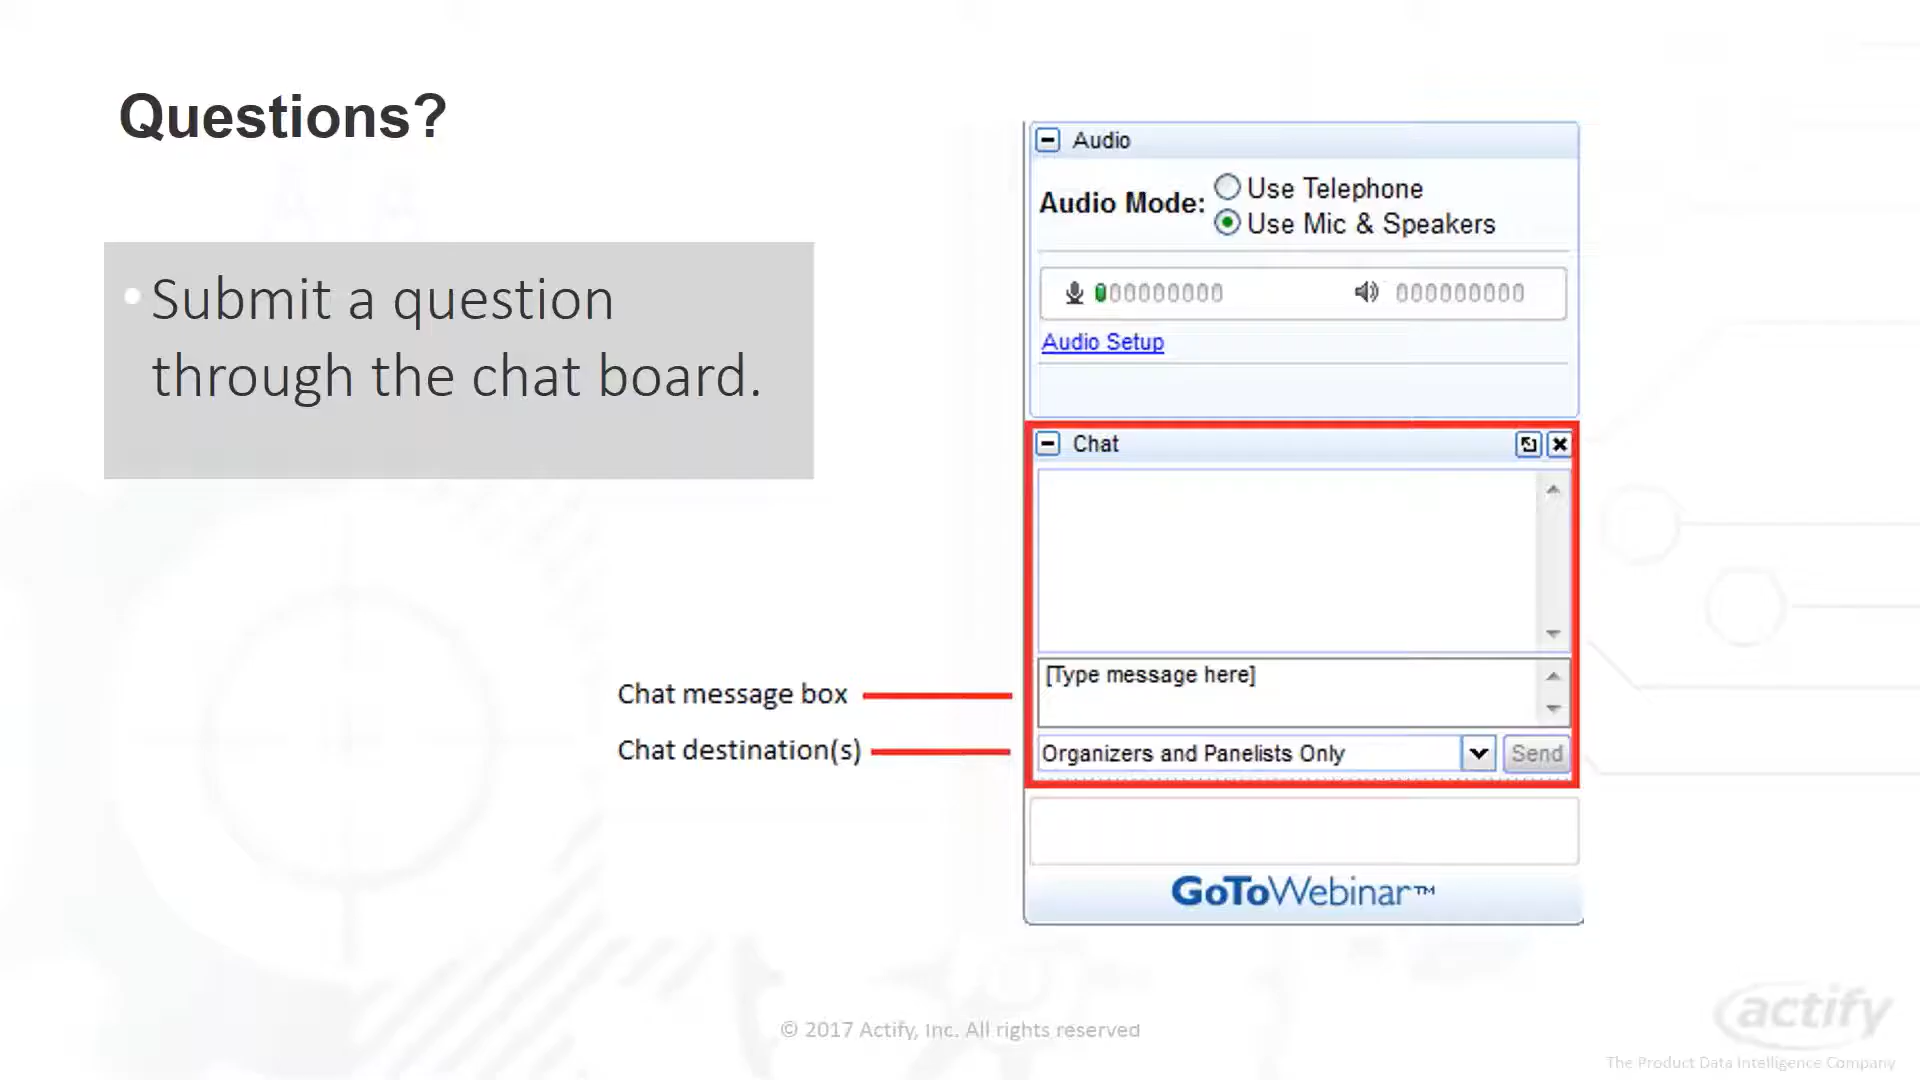 Questions?
• Submit a question
through the chat board.
Audio
Audio Mode:
Use Telephone
Use Mic & Speakers
Audio Setup
Chat
[Type message here]
Chat message box
Chat destination(s)
Organizers and Panelists Only
Send
GoToWebinar™
© 2017 Actify, Inc. All rights reserved
actify
The Product Data Intelligence Company